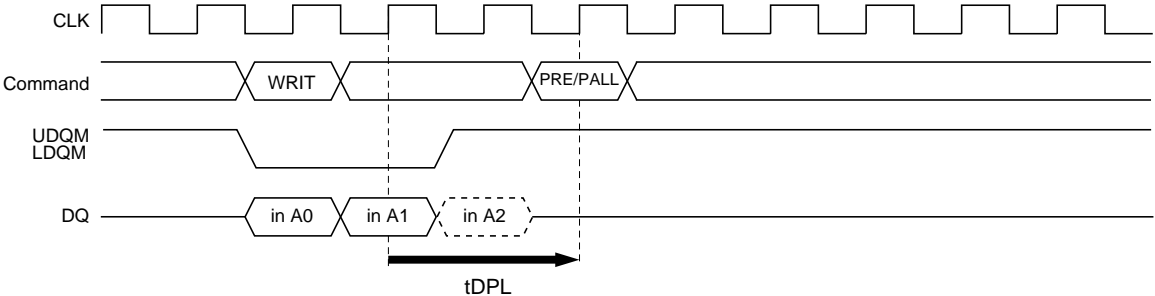 CLK
Command WRIT PRE/PALL
UDQM
LDQM
DQ in A0 in A1 in A2
tDPL